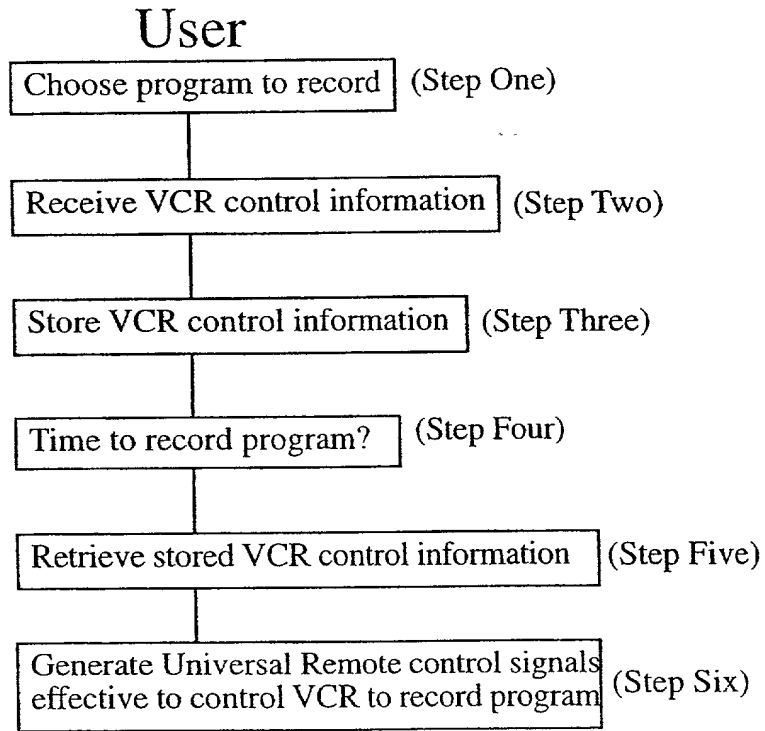 User
Choose program to record (Step One)
Receive VCR control information (Step Two)
Store VCR control information (Step Three)
Time to record program? (Step Four)
Retrieve stored VCR control information (Step Five)
Generate Universal Remote control signals
effective to control VCR to record program (Step Six)